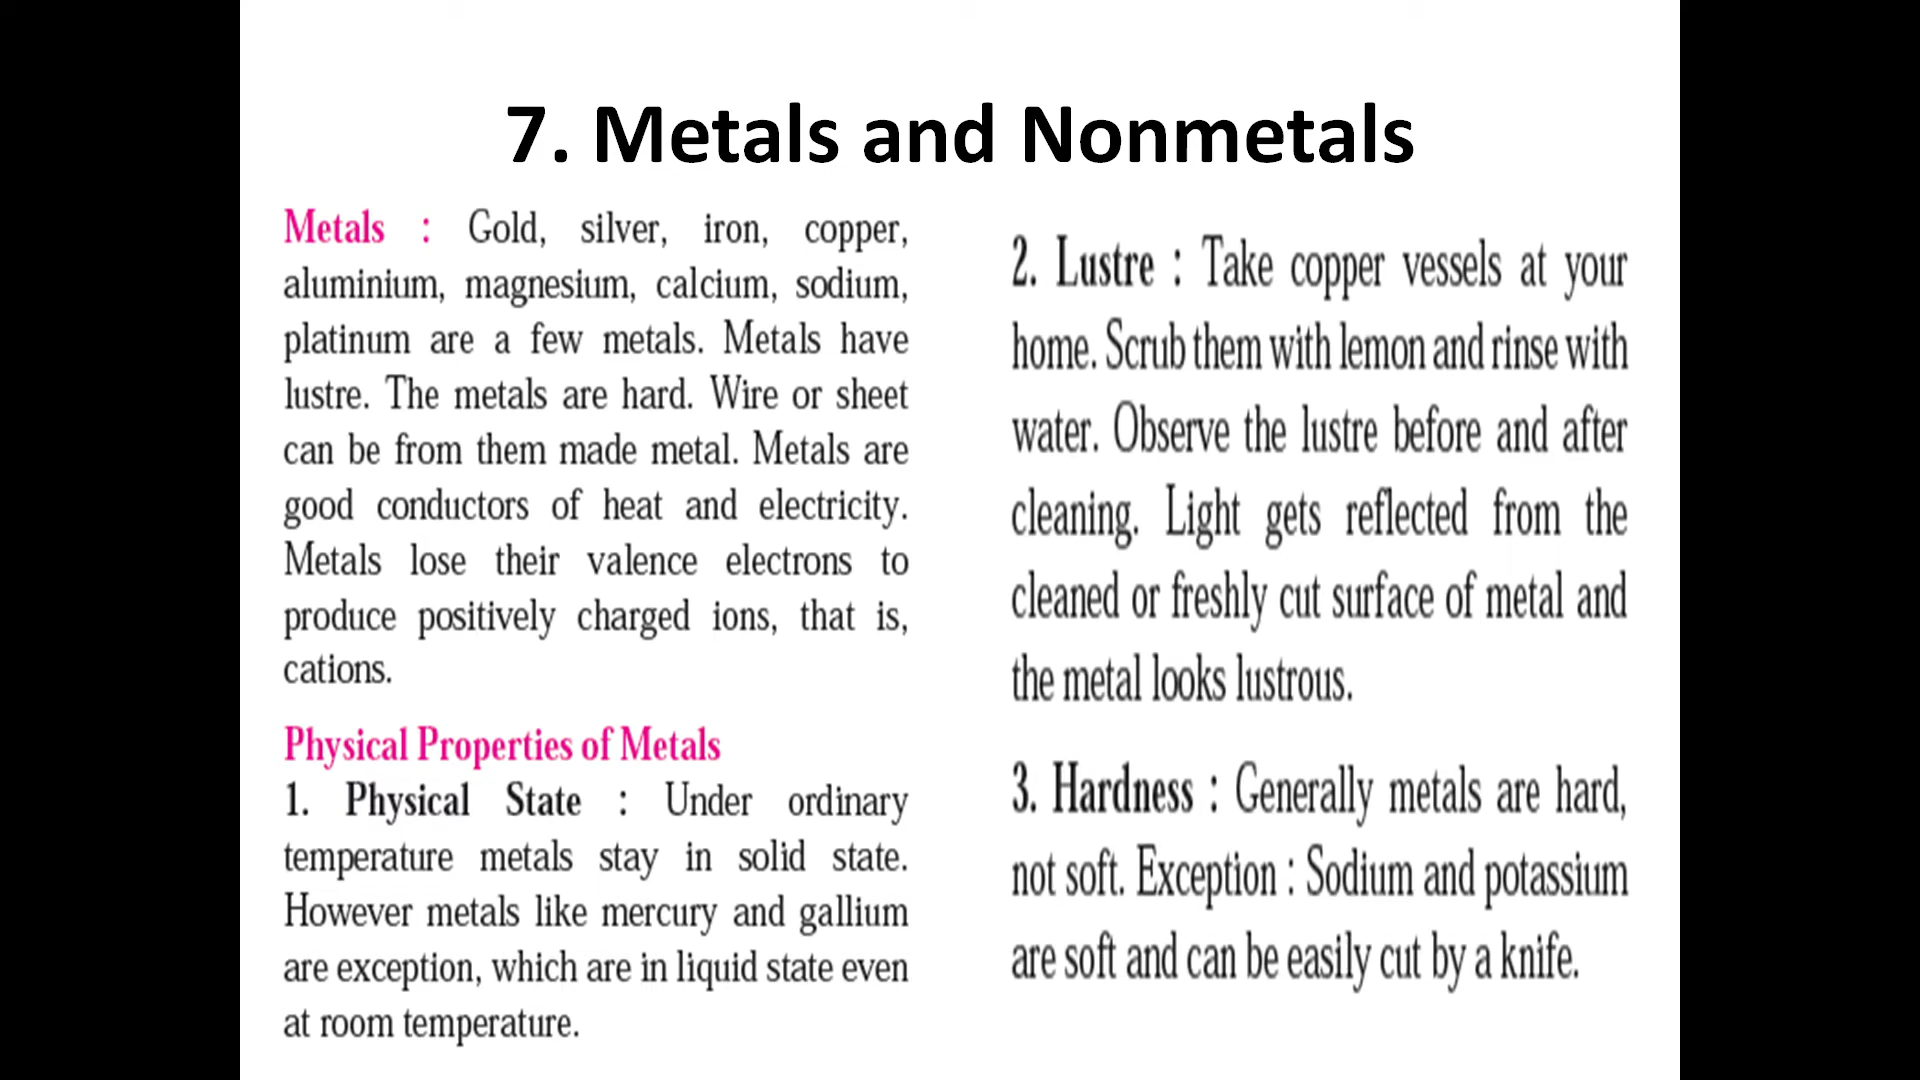 7. Metals and Nonmetals
Metals : Gold, silver, iron, copper,
aluminium, magnesium, calcium, sodium,
platinum are a few metals. Metals have
lustre. The metals are hard. Wire or sheet
can be from them made metal. Metals are
good conductors of heat and electricity.
Metals lose their valence electrons to
produce positively charged ions, that is,
cations.
Physical Properties of Metals
1. Physical State : Under ordinary
temperature metals stay in solid state.
However metals like mercury and gallium
are exception, which are in liquid state even
at room temperature.
2. Lustre : Take copper vessels at your
home. Scrub them with lemon and rinse with
water. Observe the lustre before and after
cleaning. Light gets reflected from the
cleaned or freshly cut surface of metal and
the metal looks lustrous.
3. Hardness : Generally metals are hard,
not soft. Exception : Sodium and potassium
are soft and can be easily cut by a knife.